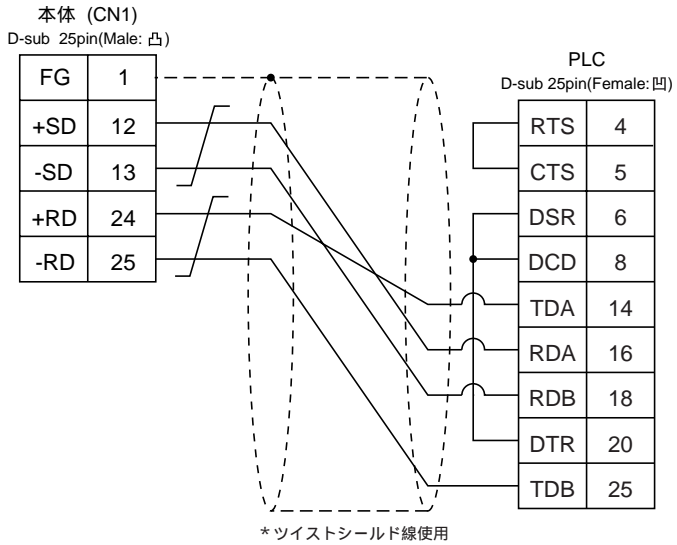 本体 (CN1)
D-sub 25pin(Male: 凸)
FG 1
+SD 12
-SD 13
+RD 24
-RD 25
PLC
D-sub 25pin(Female:凹)
RTS 4
CTS 5
DSR 6
DCD 8
TDA 14
RDA 16
RDB 18
DTR 20
TDB 25
*ツイストシールド線使用